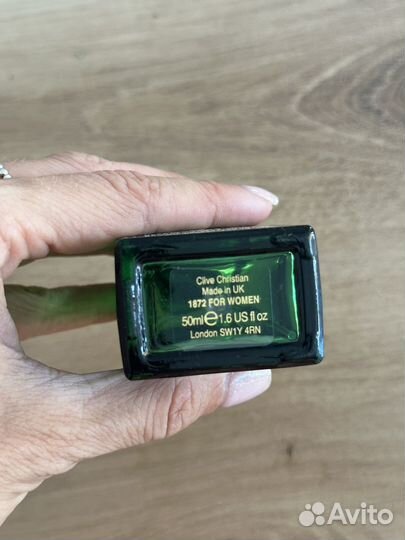 Clive Christian
Made in UK
1872 FOR WOMEN
50ml ℮ 1.6 US fl oz
London SW1Y 4RN
Avito